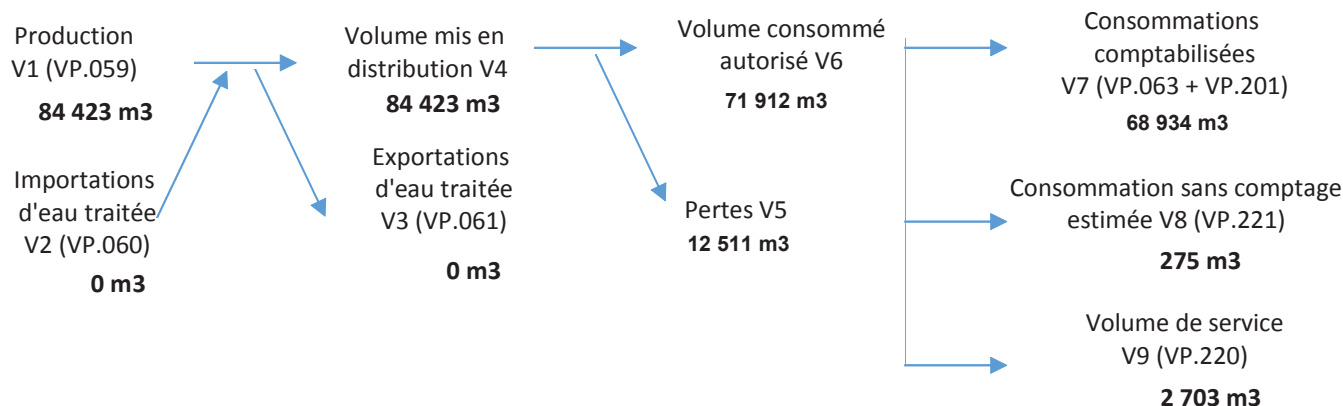 Production
V1 (VP.059)
84 423 m3
Importations
d'eau traitée
V2 (VP.060)
0 m3
Volume mis en
distribution V4
84 423 m3
Exportations
d'eau traitée
V3 (VP.061)
0 m3
Volume consommé
autorisé V6
71 912 m3
Pertes V5
12 511 m3
Consommations
comptabilisées
V7 (VP.063 + VP.201)
68 934 m3
Consommation sans comptage
estimée V8 (VP.221)
275 m3
Volume de service
V9 (VP.220)
2 703 m3